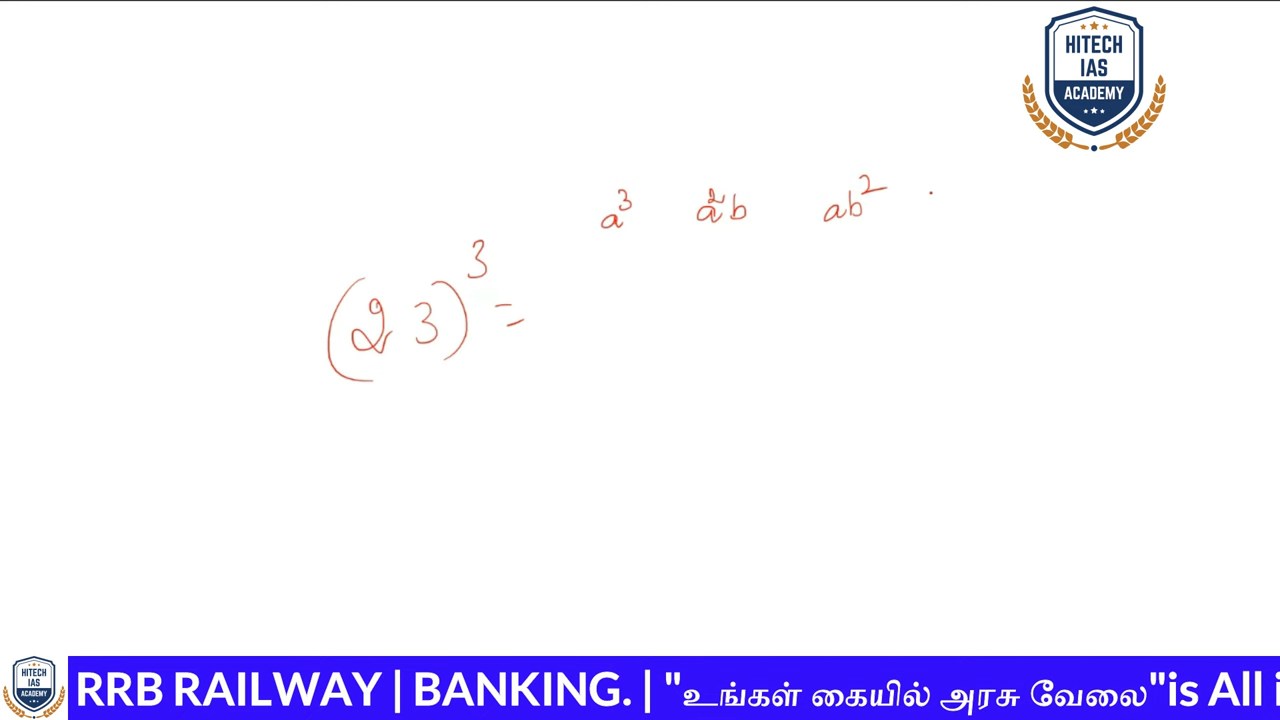 HITECH
IAS
ACADEMY
a³ a²b ab²
(23)³ =
HITECH
IAS
ACADEMY
RRB RAILWAY | BANKING. | "உங்கள் கையில் அரசு வேலை"is All i